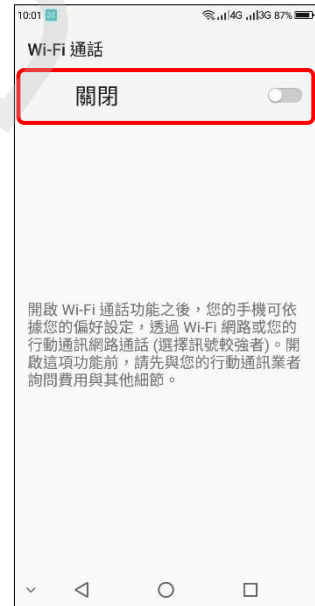 10:01 4G 3G 87%
Wi-Fi 通話
關閉
開啟 Wi-Fi 通話功能之後，您的手機可依
據您的偏好設定，透過 Wi-Fi 網路或您的
行動通訊網路通話 (選擇訊號較強者)。開
啟這項功能前，請先與您的行動通訊業者
詢問費用與其他細節。